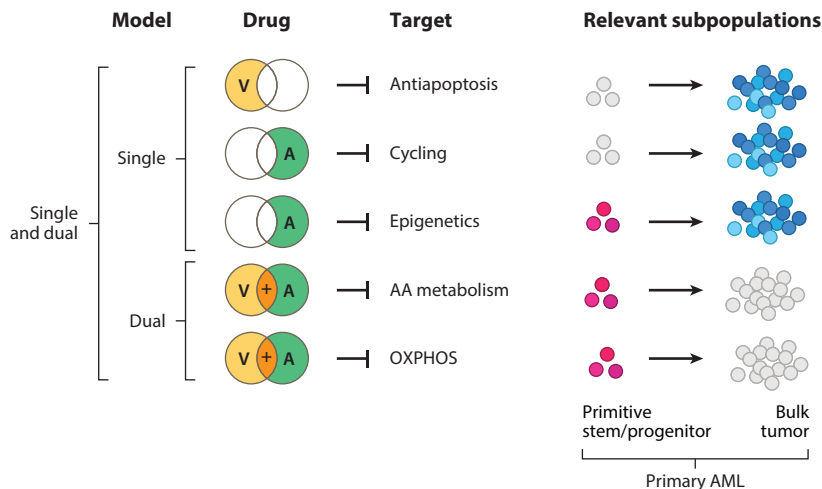 Model Drug Target Relevant subpopulations
V Antiapoptosis
Single A Cycling
A Epigenetics
Single
and dual
V + A AA metabolism
Dual
V + A OXPHOS
Primitive
stem/progenitor
Bulk
tumor
Primary AML